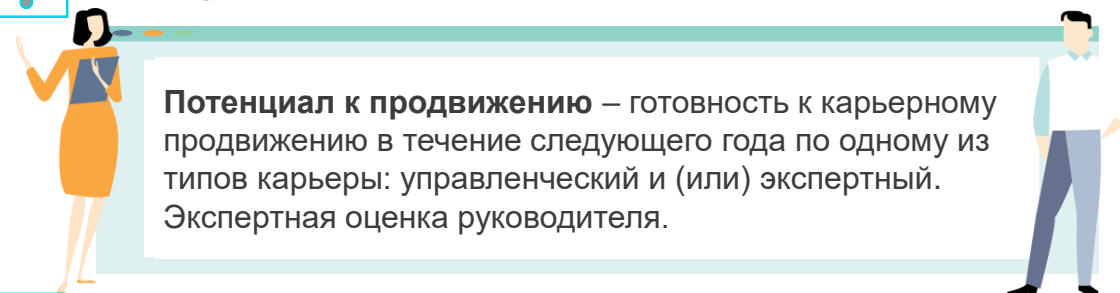 Потенциал к продвижению – готовность к карьерному
продвижению в течение следующего года по одному из
типов карьеры: управленческий и (или) экспертный.
Экспертная оценка руководителя.